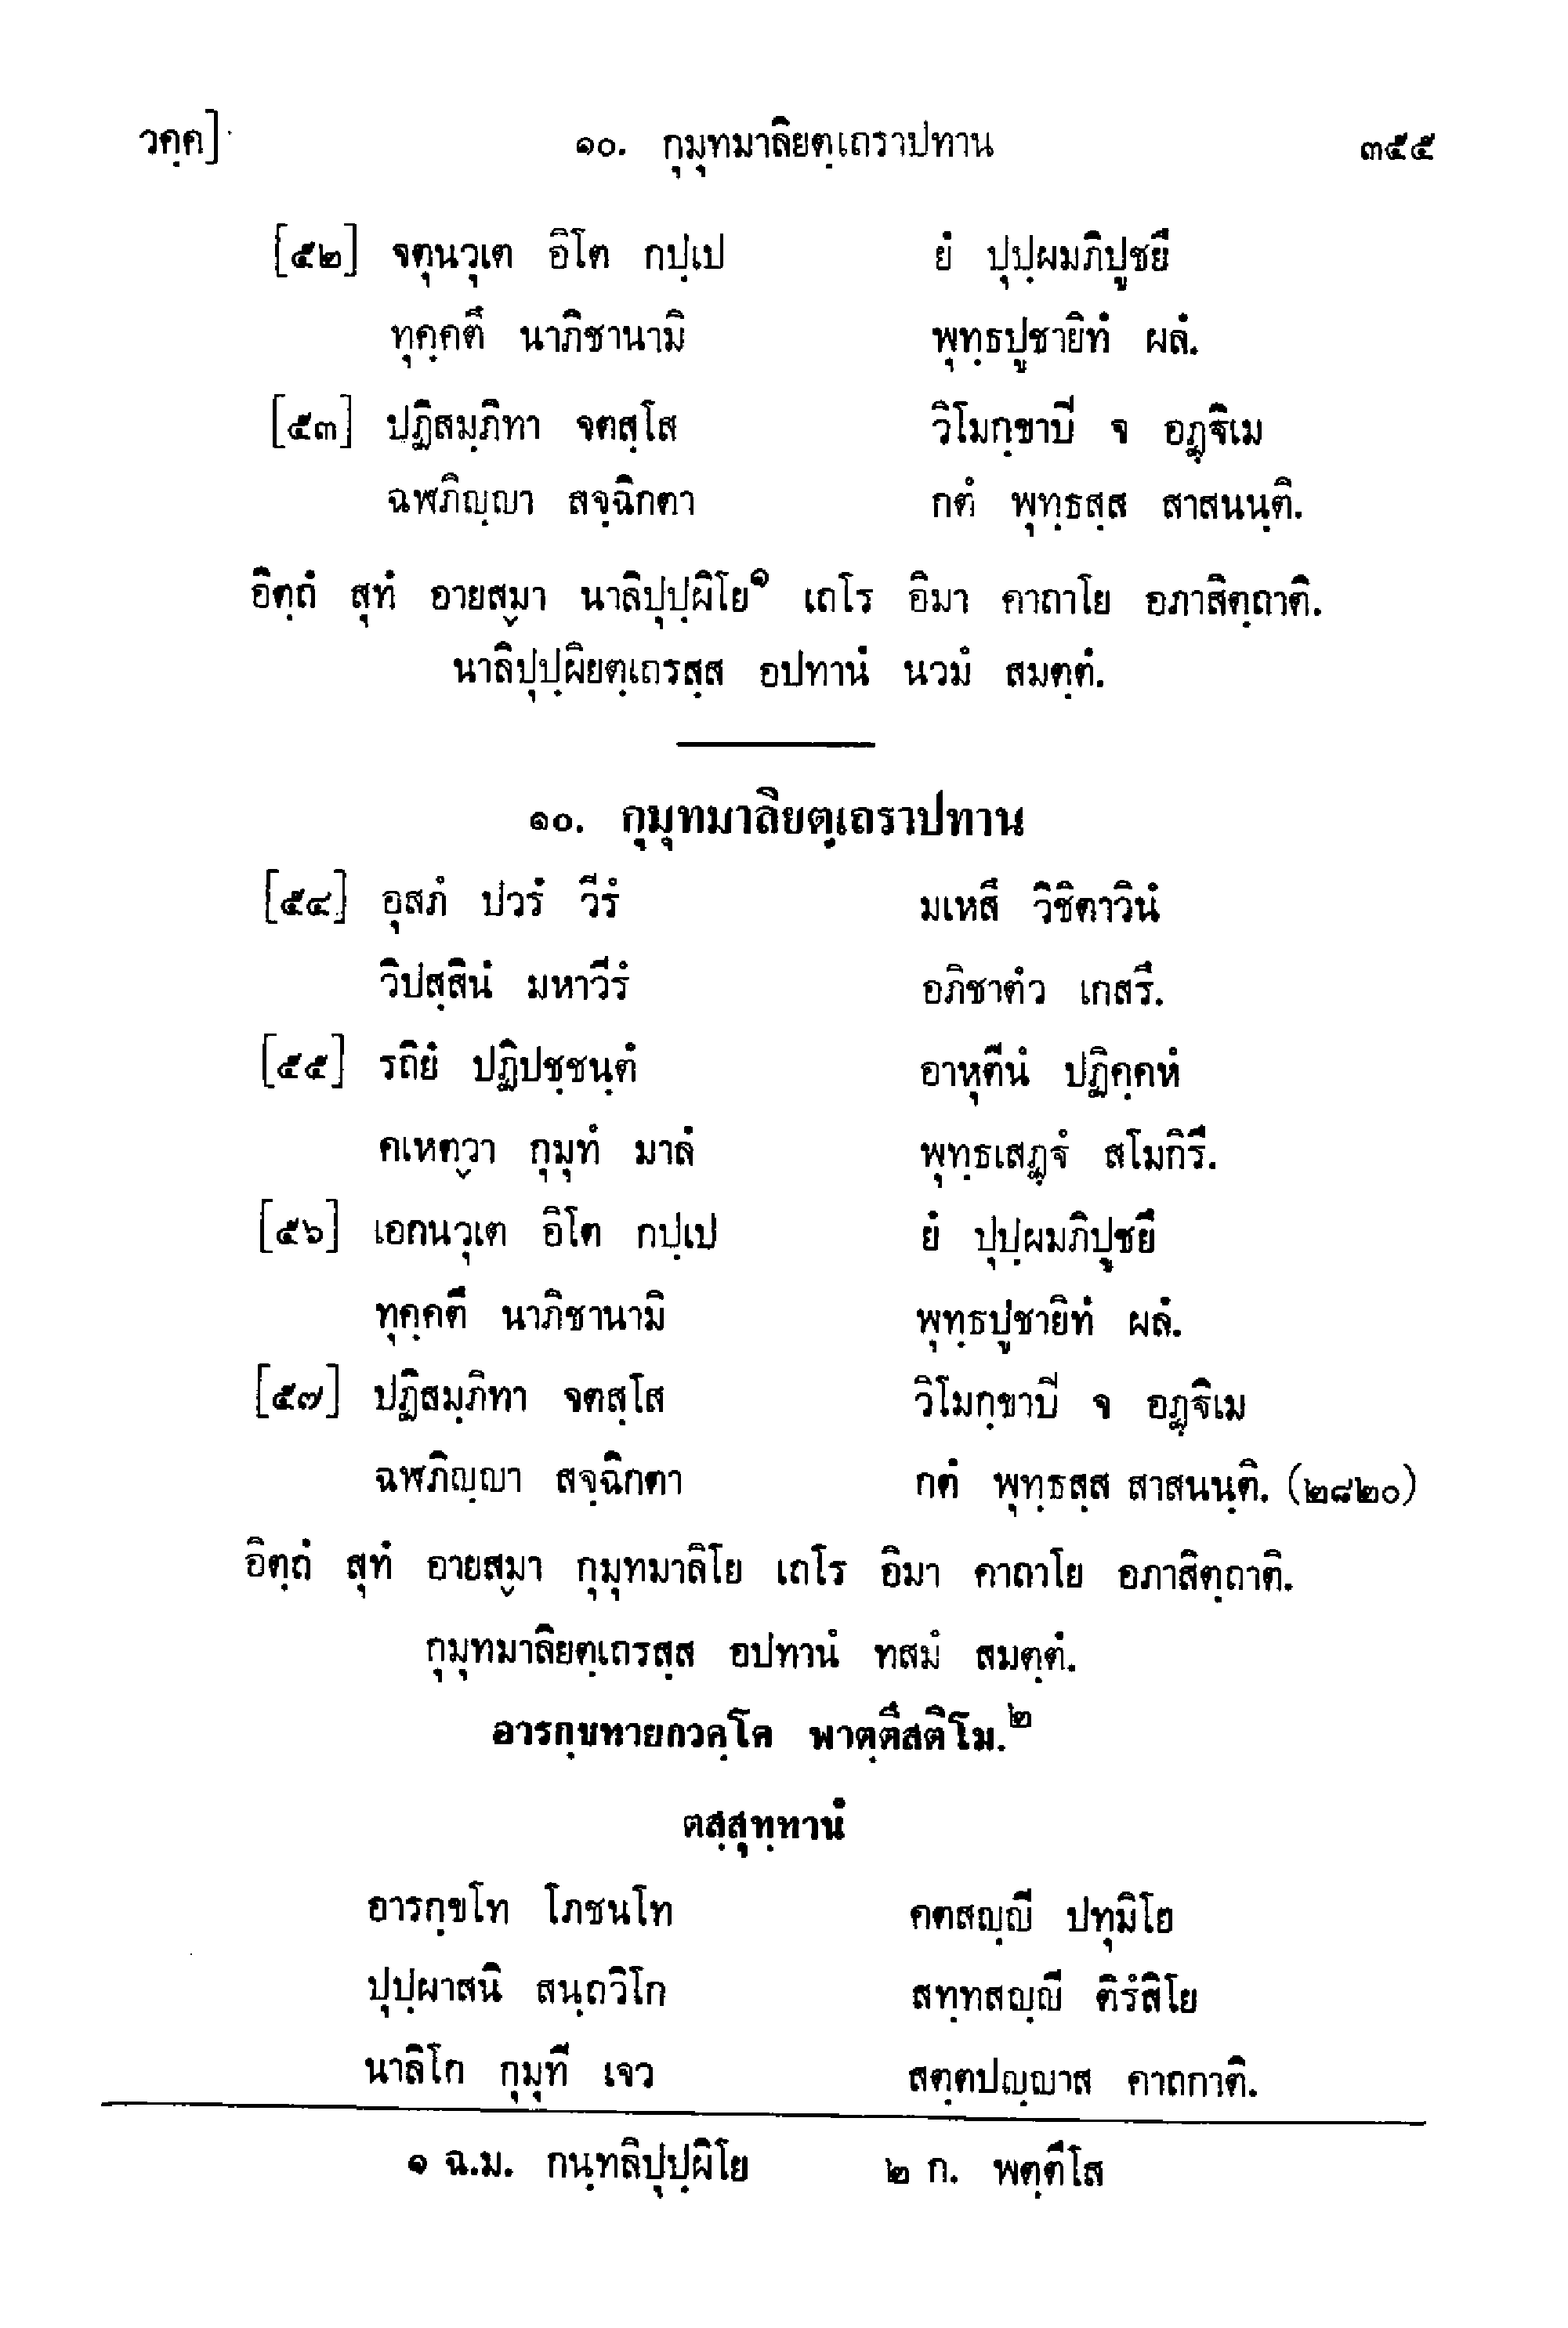 วคฺค] ๑๐. กุมุทมาลิยตฺเถราปทาน ๓๕๕
[๕๒] จตุนวุเต อิโต กปฺเป ยํ ปุปฺผมภิปูชยึ
ทุคฺคตึ นาภิชานามิ พุทฺธปูชายิทํ ผลํ.
[๕๓] ปฏิสมฺภิทา จตสฺโส วิโมกฺขาปิ จ อฏฺฐิเม
ฉฬภิญฺญา สจฺฉิกตา กตํ พุทฺธสฺส สาสนนฺติ.
อิตฺถํ สุทํ อายสฺมา นาลิปุปฺผิโย๑ เถโร อิมา คาถาโย อภาสิตฺถาติ.
นาลิปุปฺผิยตฺเถรสฺส อปทานํ นวมํ สมตฺตํ.
๑๐. กุมุทมาลิยตฺเถราปทาน
[๕๔] อุสภํ ปวรํ วีรํ มเหสึ วิชิตาวินํ
วิปสฺสินํ มหาวีรํ อภิชาตํว เกสรึ.
[๕๕] รถิยํ ปฏิปชฺชนฺตํ อาหุตีนํ ปฏิคฺคหํ
คเหตฺวา กุมุทํ มาลํ พุทฺธเสฏฺฐํ สโมกิรึ.
[๕๖] เอกนวุเต อิโต กปฺเป ยํ ปุปฺผมภิปูชยึ
ทุคฺคตึ นาภิชานามิ พุทฺธปูชายิทํ ผลํ.
[๕๗] ปฏิสมฺภิทา จตสฺโส วิโมกฺขาปิ จ อฏฺฐิเม
ฉฬภิญฺญา สจฺฉิกตา กตํ พุทฺธสฺส สาสนนฺติ. (๒๘๒๐)
อิตฺถํ สุทํ อายสฺมา กุมุทมาลิโย เถโร อิมา คาถาโย อภาสิตฺถาติ.
กุมุทมาลิยตฺเถรสฺส อปทานํ ทสมํ สมตฺตํ.
อารกฺขทายกวคฺโค พาตฺตึสติโม.๒
ตสฺสุทฺทานํ
อารกฺขโท โภชนโท คตสญฺญี ปทุมิโย
ปุปฺผาสนิ สนฺถวิโก สทฺทสญฺญี ติรํสิโย
นาลิโก กุมุที เจว สตฺตปญฺญาส คาถกาติ.
๑ ฉ.ม. กนฺทลิปุปฺผิโย ๒ ก. พตฺตึโส